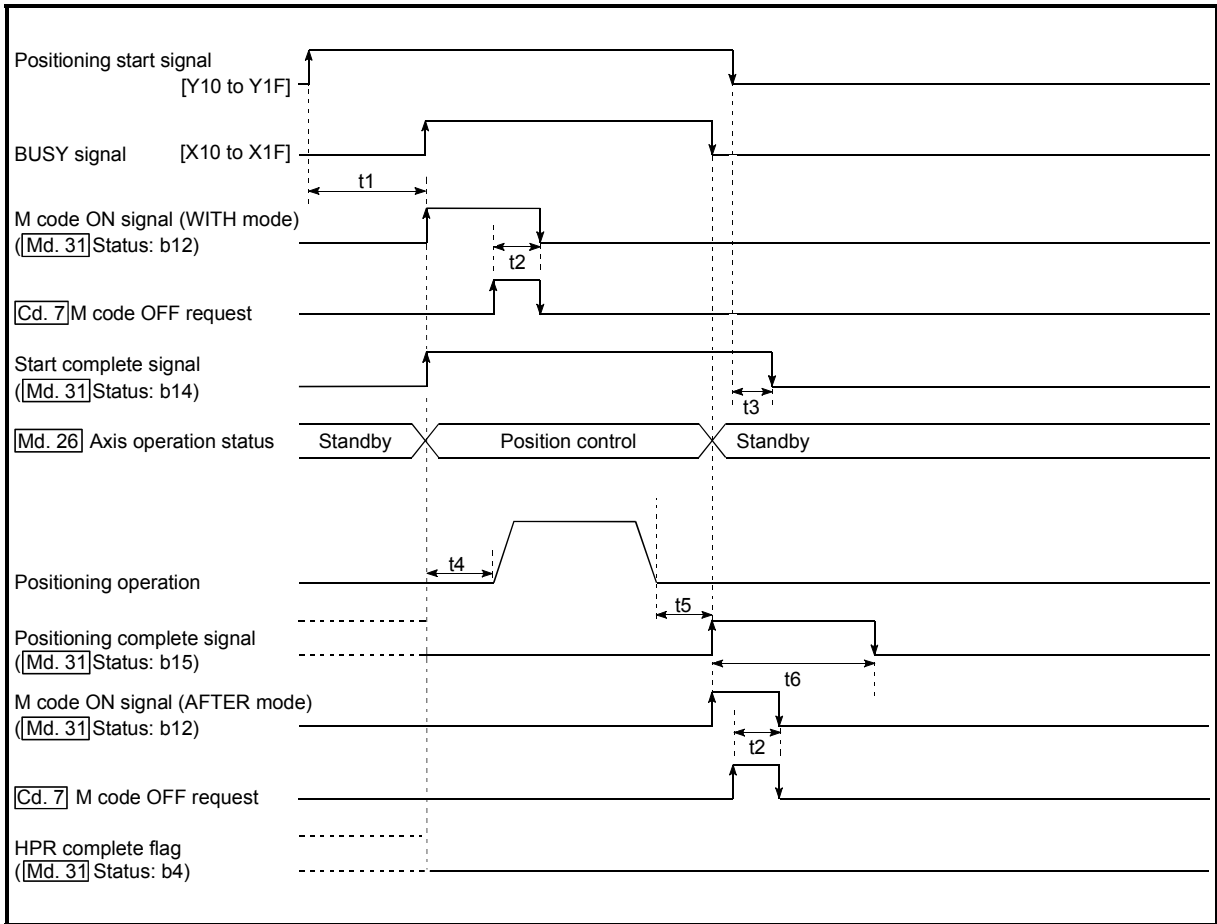 Positioning start signal
[Y10 to Y1F]
BUSY signal [X10 to X1F]
t1
M code ON signal (WITH mode)
(Md. 31 Status: b12)
t2
Cd. 7 M code OFF request
Start complete signal
(Md. 31 Status: b14)
t3
Md. 26 Axis operation status Standby Position control Standby
t4
Positioning operation
t5
Positioning complete signal
(Md. 31 Status: b15)
t6
M code ON signal (AFTER mode)
(Md. 31 Status: b12)
t2
Cd. 7 M code OFF request
HPR complete flag
(Md. 31 Status: b4)